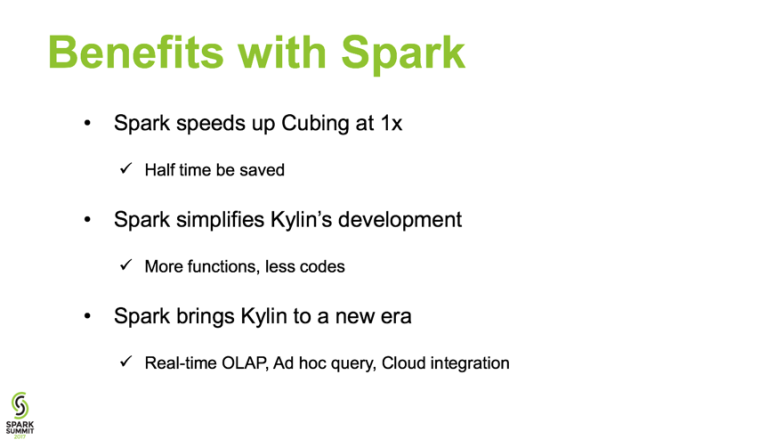 Benefits with Spark
• Spark speeds up Cubing at 1x
✓ Half time be saved
• Spark simplifies Kylin’s development
✓ More functions, less codes
• Spark brings Kylin to a new era
✓ Real-time OLAP, Ad hoc query, Cloud integration
SPARK
SUMMIT
2017